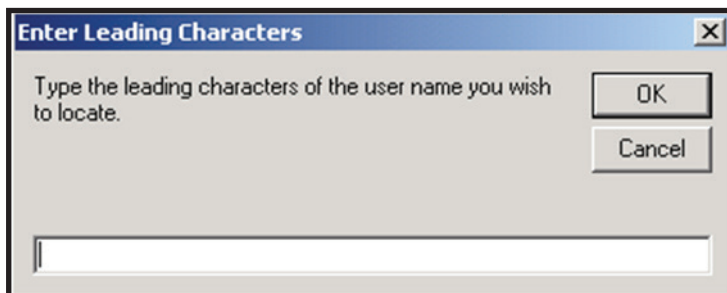 Enter Leading Characters
Type the leading characters of the user name you wish
to locate.
OK
Cancel